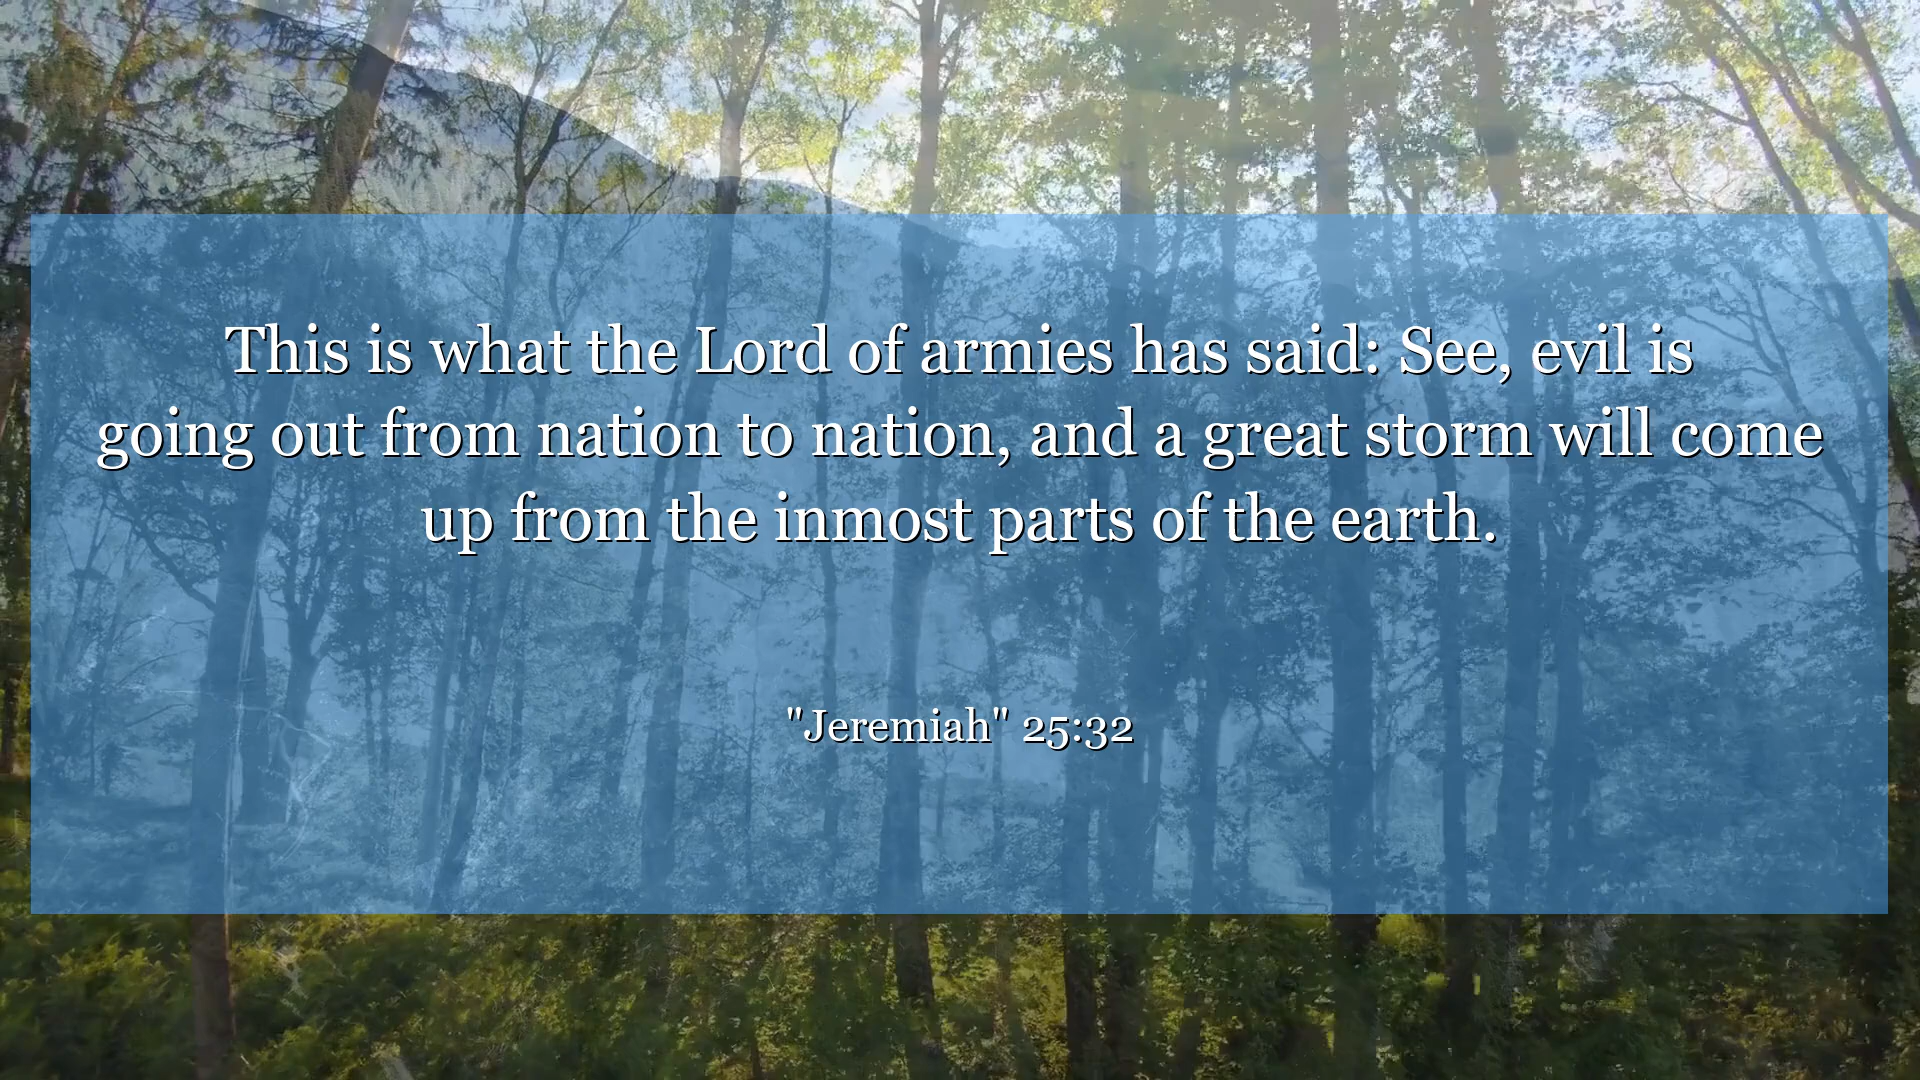 This is what the Lord of armies has said: See, evil is
going out from nation to nation, and a great storm will come
up from the inmost parts of the earth.
"Jeremiah" 25:32